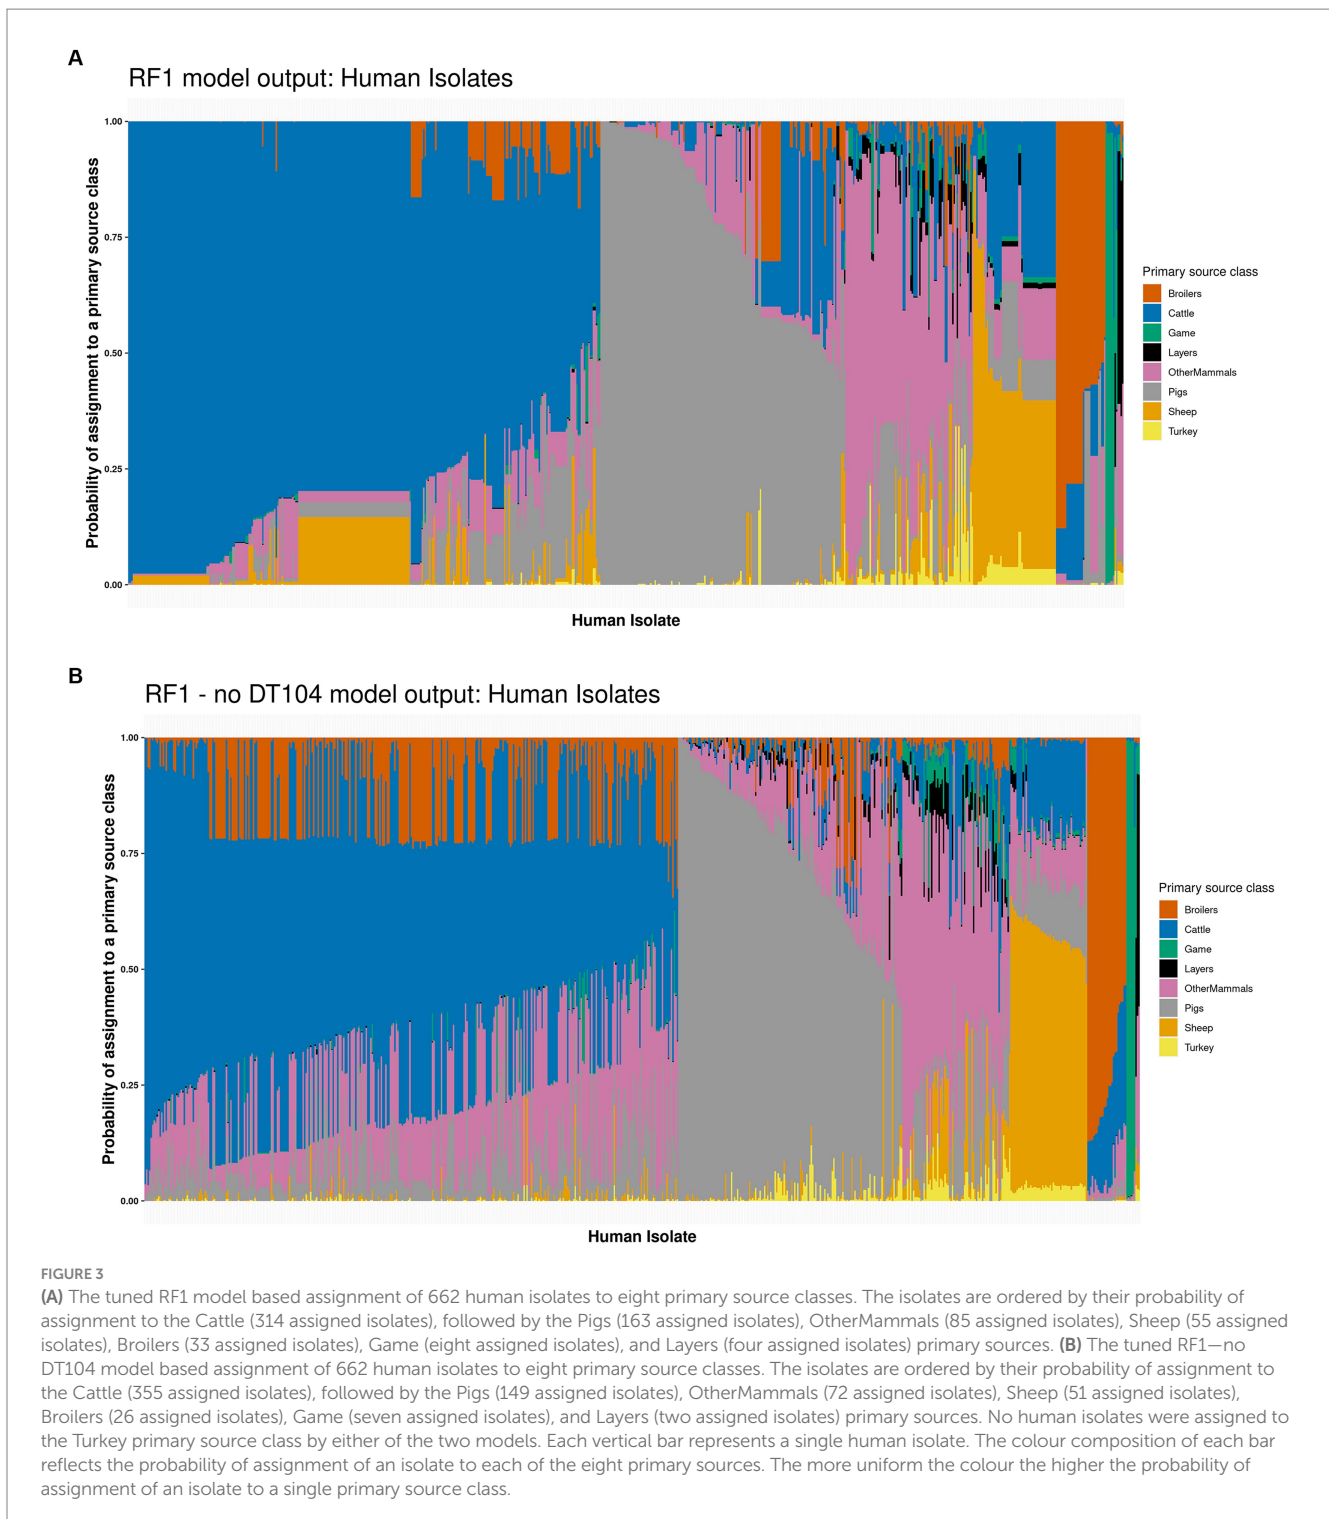 A
RF1 model output: Human Isolates
Probability of assignment to a primary source class
1.00
0.75
0.50
0.25
0.00
Human Isolate
Primary source class
Broilers
Cattle
Game
Layers
OtherMammals
Pigs
Sheep
Turkey
B
RF1 - no DT104 model output: Human Isolates
Probability of assignment to a primary source class
1.00
0.75
0.50
0.25
0.00
Human Isolate
Primary source class
Broilers
Cattle
Game
Layers
OtherMammals
Pigs
Sheep
Turkey
FIGURE 3
(A) The tuned RF1 model based assignment of 662 human isolates to eight primary source classes. The isolates are ordered by their probability of
assignment to the Cattle (314 assigned isolates), followed by the Pigs (163 assigned isolates), OtherMammals (85 assigned isolates), Sheep (55 assigned
isolates), Broilers (33 assigned isolates), Game (eight assigned isolates), and Layers (four assigned isolates) primary sources. (B) The tuned RF1—no
DT104 model based assignment of 662 human isolates to eight primary source classes. The isolates are ordered by their probability of assignment to
the Cattle (355 assigned isolates), followed by the Pigs (149 assigned isolates), OtherMammals (72 assigned isolates), Sheep (51 assigned isolates),
Broilers (26 assigned isolates), Game (seven assigned isolates), and Layers (two assigned isolates) primary sources. No human isolates were assigned to
the Turkey primary source class by either of the two models. Each vertical bar represents a single human isolate. The colour composition of each bar
reflects the probability of assignment of an isolate to each of the eight primary sources. The more uniform the colour the higher the probability of
assignment of an isolate to a single primary source class.